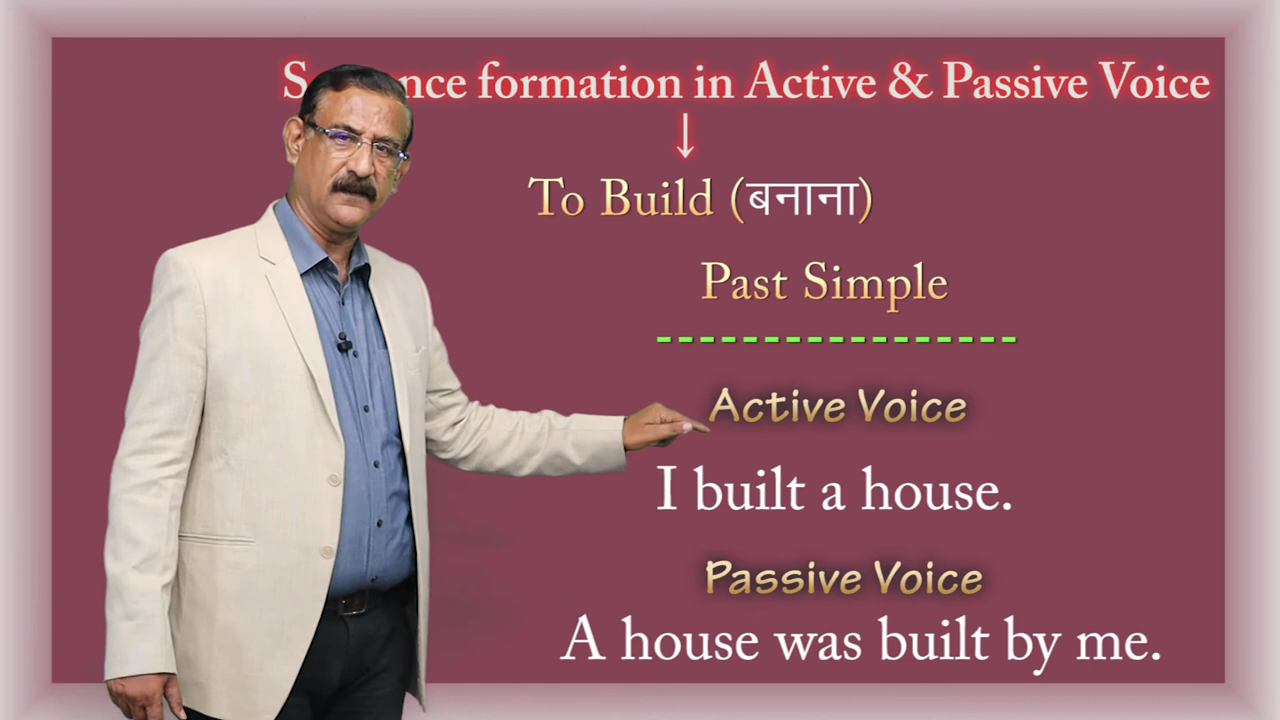 formation in Active & Passive Voice
↓
To Build (बनाना)
Past Simple
Active Voice
I built a house.
Passive Voice
A house was built by me.